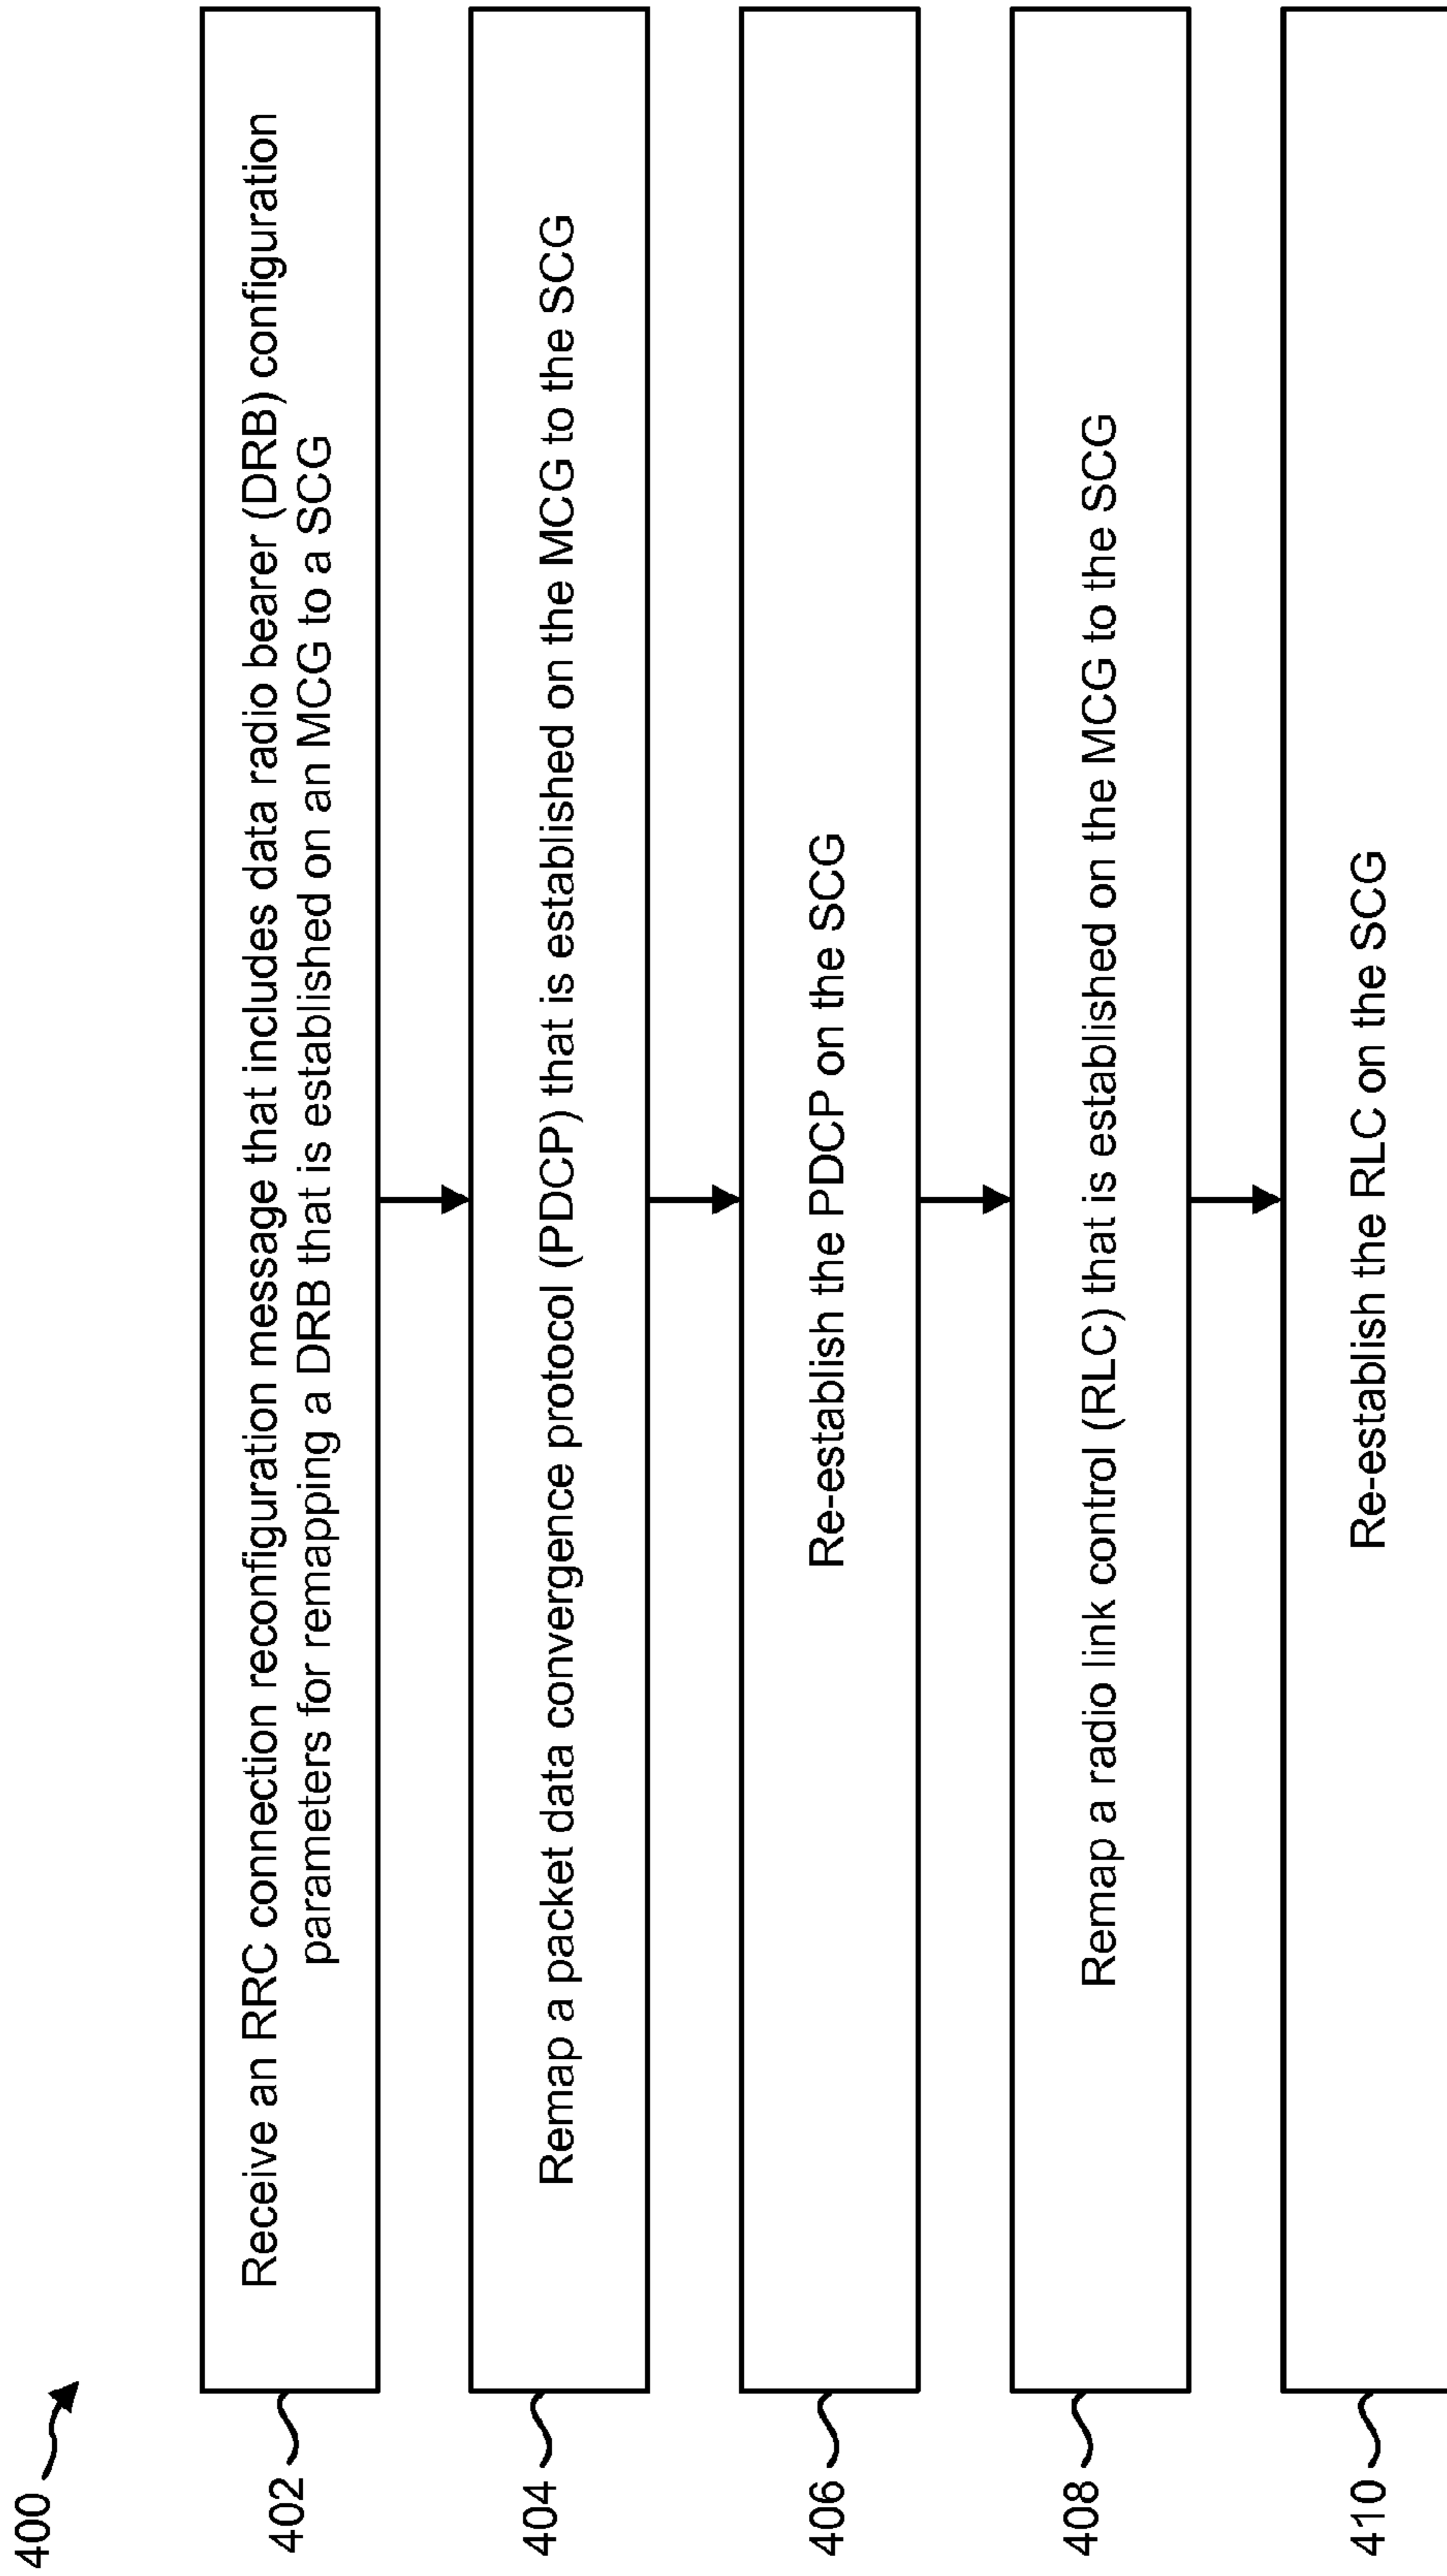 400
402
Receive an RRC connection reconfiguration message that includes data radio bearer (DRB) configuration
parameters for remapping a DRB that is established on an MCG to a SCG
404
Remap a packet data convergence protocol (PDCP) that is established on the MCG to the SCG
406
Re-establish the PDCP on the SCG
408
Remap a radio link control (RLC) that is established on the MCG to the SCG
410
Re-establish the RLC on the SCG